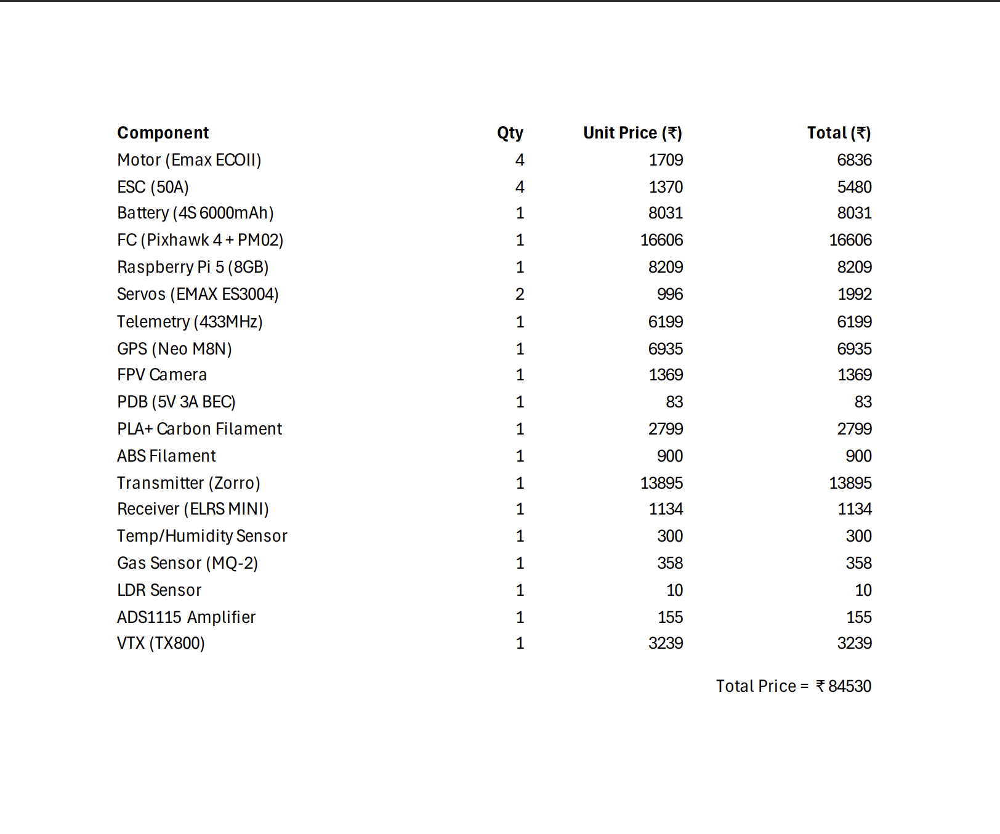 Component Qty Unit Price (₹) Total (₹)
Motor (Emax ECOII) 4 1709 6836
ESC (50A) 4 1370 5480
Battery (4S 6000mAh) 1 8031 8031
FC (Pixhawk 4 + PM02) 1 16606 16606
Raspberry Pi 5 (8GB) 1 8209 8209
Servos (EMAX ES3004) 2 996 1992
Telemetry (433MHz) 1 6199 6199
GPS (Neo M8N) 1 6935 6935
FPV Camera 1 1369 1369
PDB (5V 3A BEC) 1 83 83
PLA+ Carbon Filament 1 2799 2799
ABS Filament 1 900 900
Transmitter (Zorro) 1 13895 13895
Receiver (ELRS MINI) 1 1134 1134
Temp/Humidity Sensor 1 300 300
Gas Sensor (MQ-2) 1 358 358
LDR Sensor 1 10 10
ADS1115 Amplifier 1 155 155
VTX (TX800) 1 3239 3239
Total Price = ₹ 84530